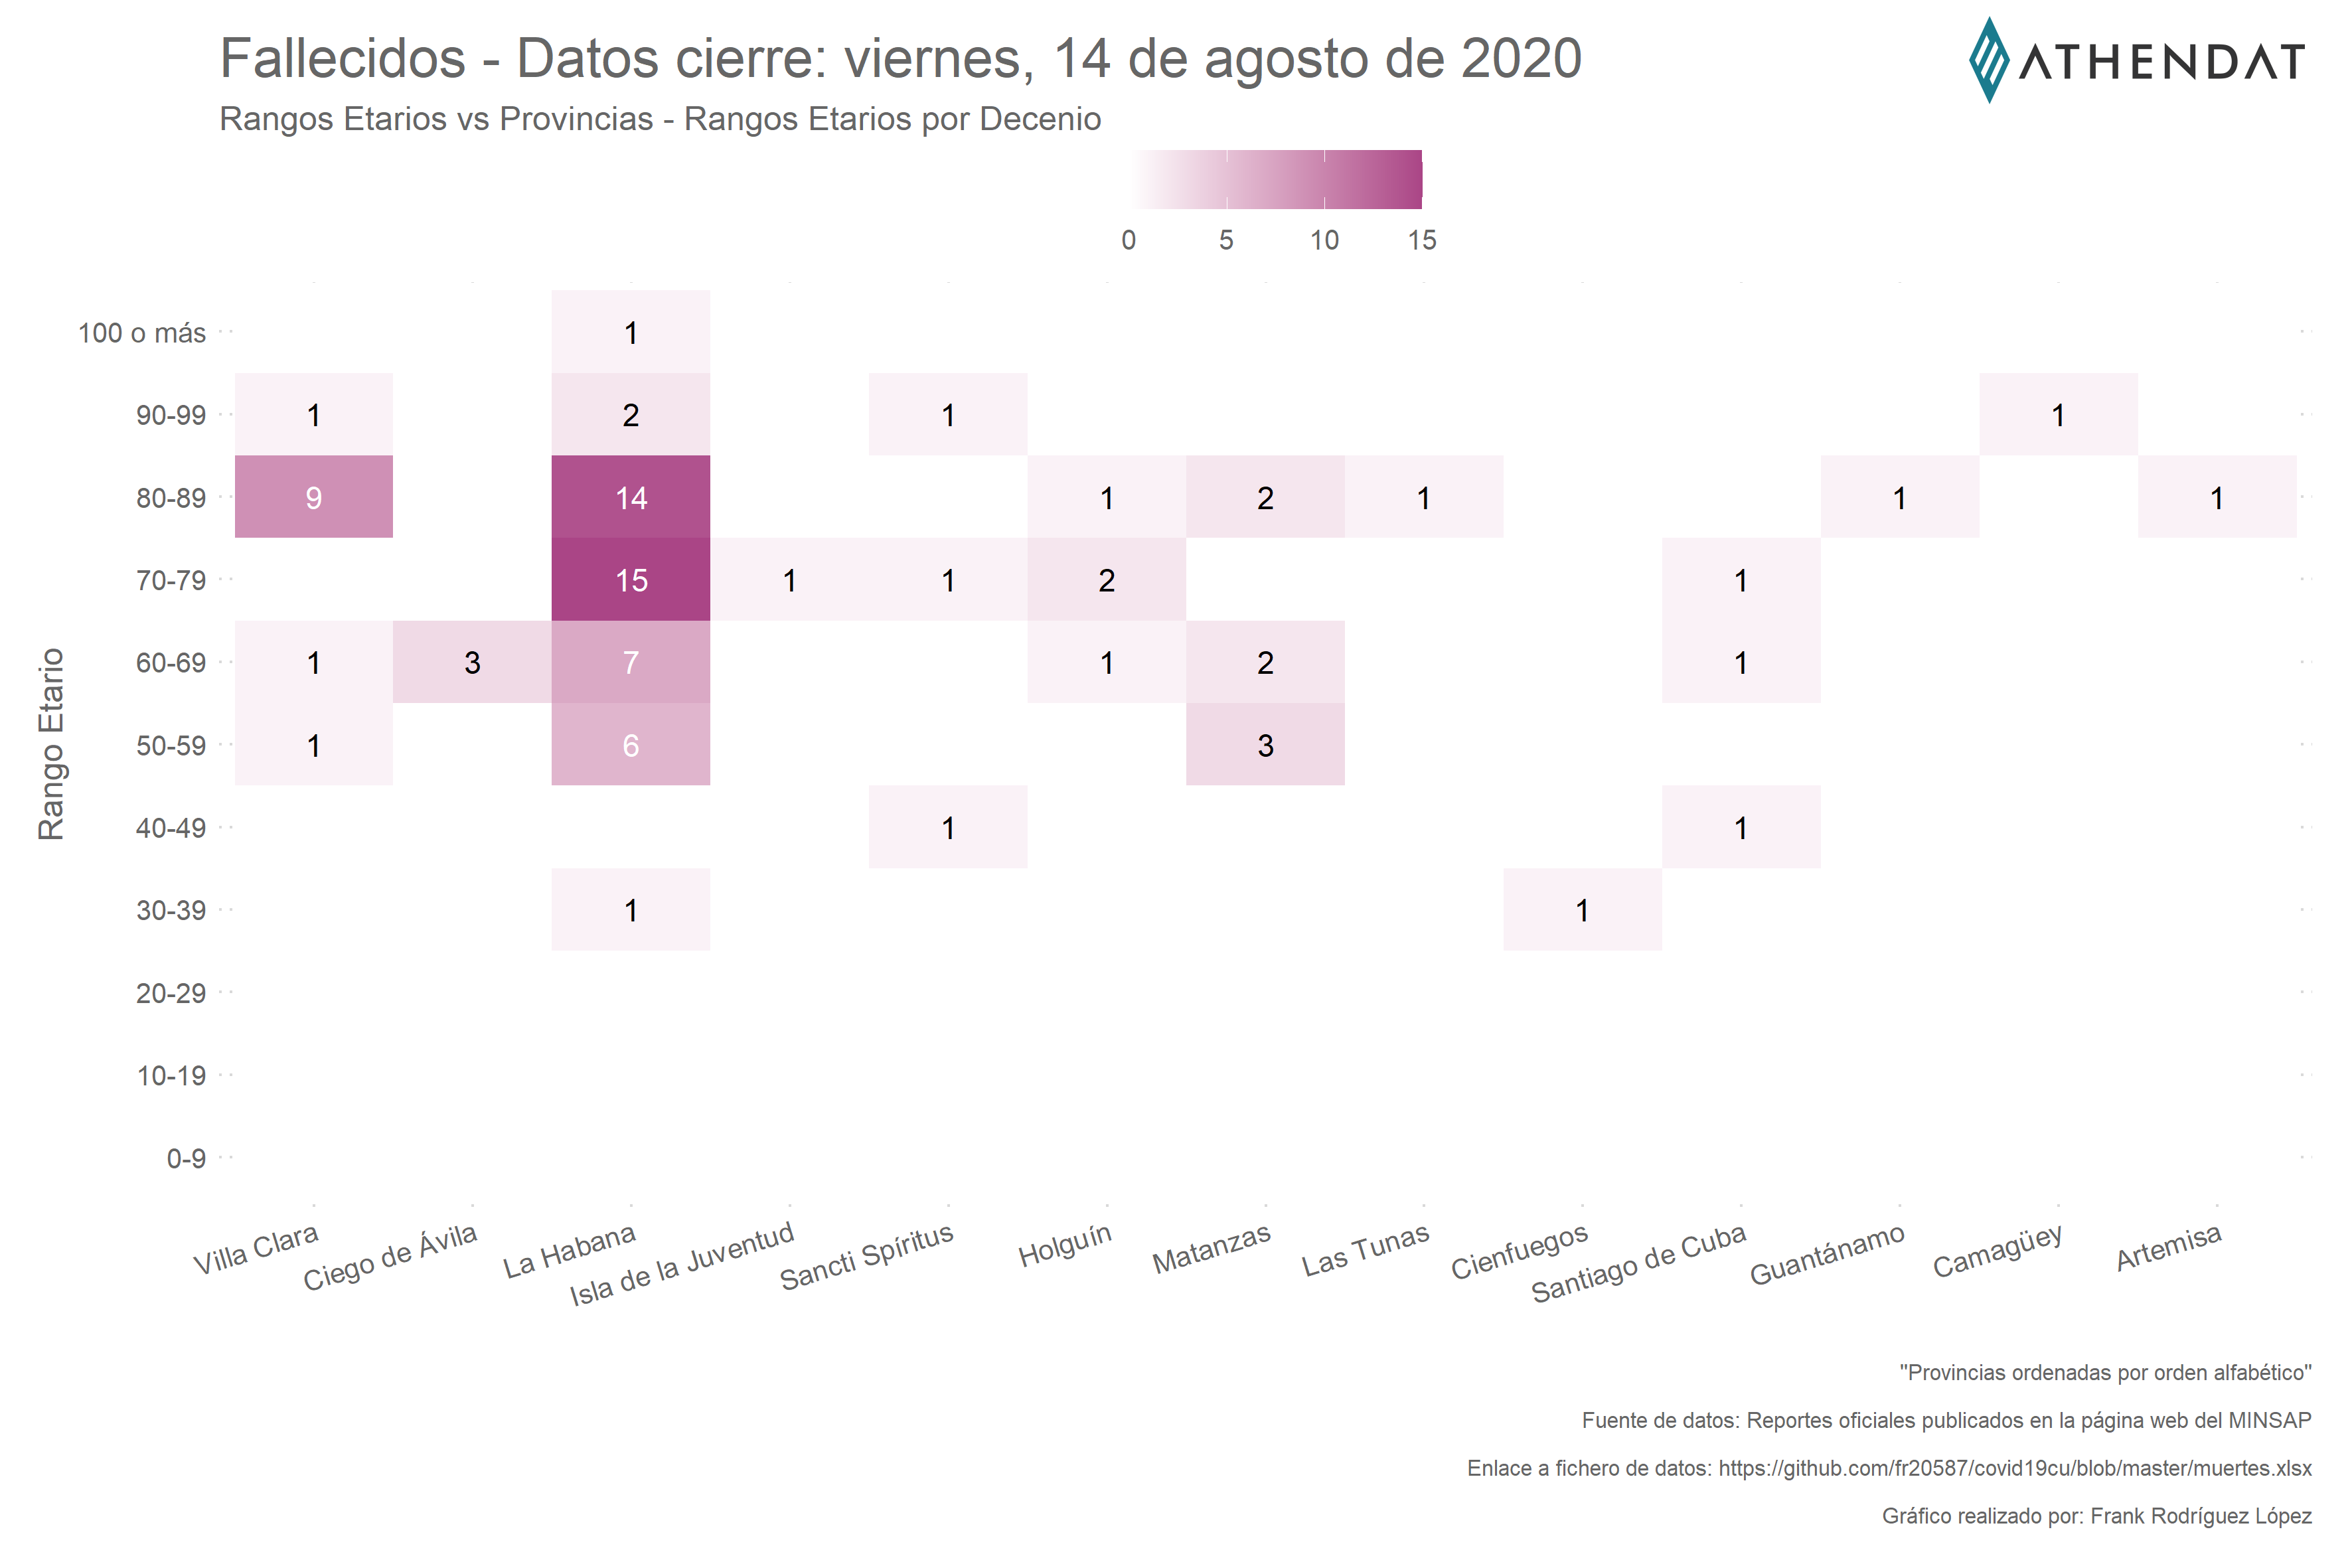 Fallecidos - Datos cierre: viernes, 14 de agosto de 2020
ATHENDAT
Rangos Etarios vs Provincias - Rangos Etarios por Decenio
0 5 10 15
Rango Etario
100 o más 1
90-99 1 2 1 1
80-89 9 14 1 2 1 1 1
70-79 15 1 1 2 1
60-69 1 3 7 1 2 1
50-59 1 6 3
40-49 1 1
30-39 1 1
20-29
10-19
0-9
Villa Clara
Ciego de Ávila
La Habana
Isla de la Juventud
Sancti Spíritus
Holguín
Matanzas
Las Tunas
Cienfuegos
Santiago de Cuba
Guantánamo
Camagüey
Artemisa
"Provincias ordenadas por orden alfabético"
Fuente de datos: Reportes oficiales publicados en la página web del MINSAP
Enlace a fichero de datos: https://github.com/fr20587/covid19cu/blob/master/muertes.xlsx
Gráfico realizado por: Frank Rodríguez López